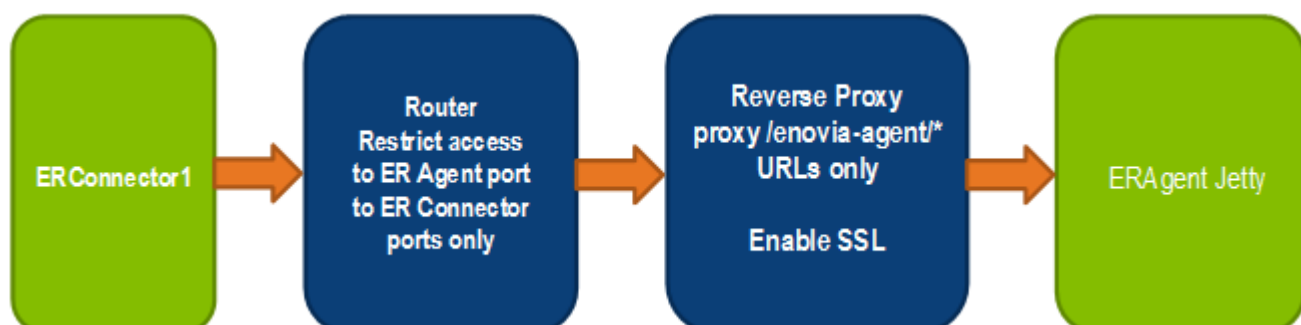 ERConnector1
Router
Restrict access
to ER Agent port
to ER Connector
ports only
Reverse Proxy
proxy /enovia-agent/*
URLs only
Enable SSL
ERAgent Jetty